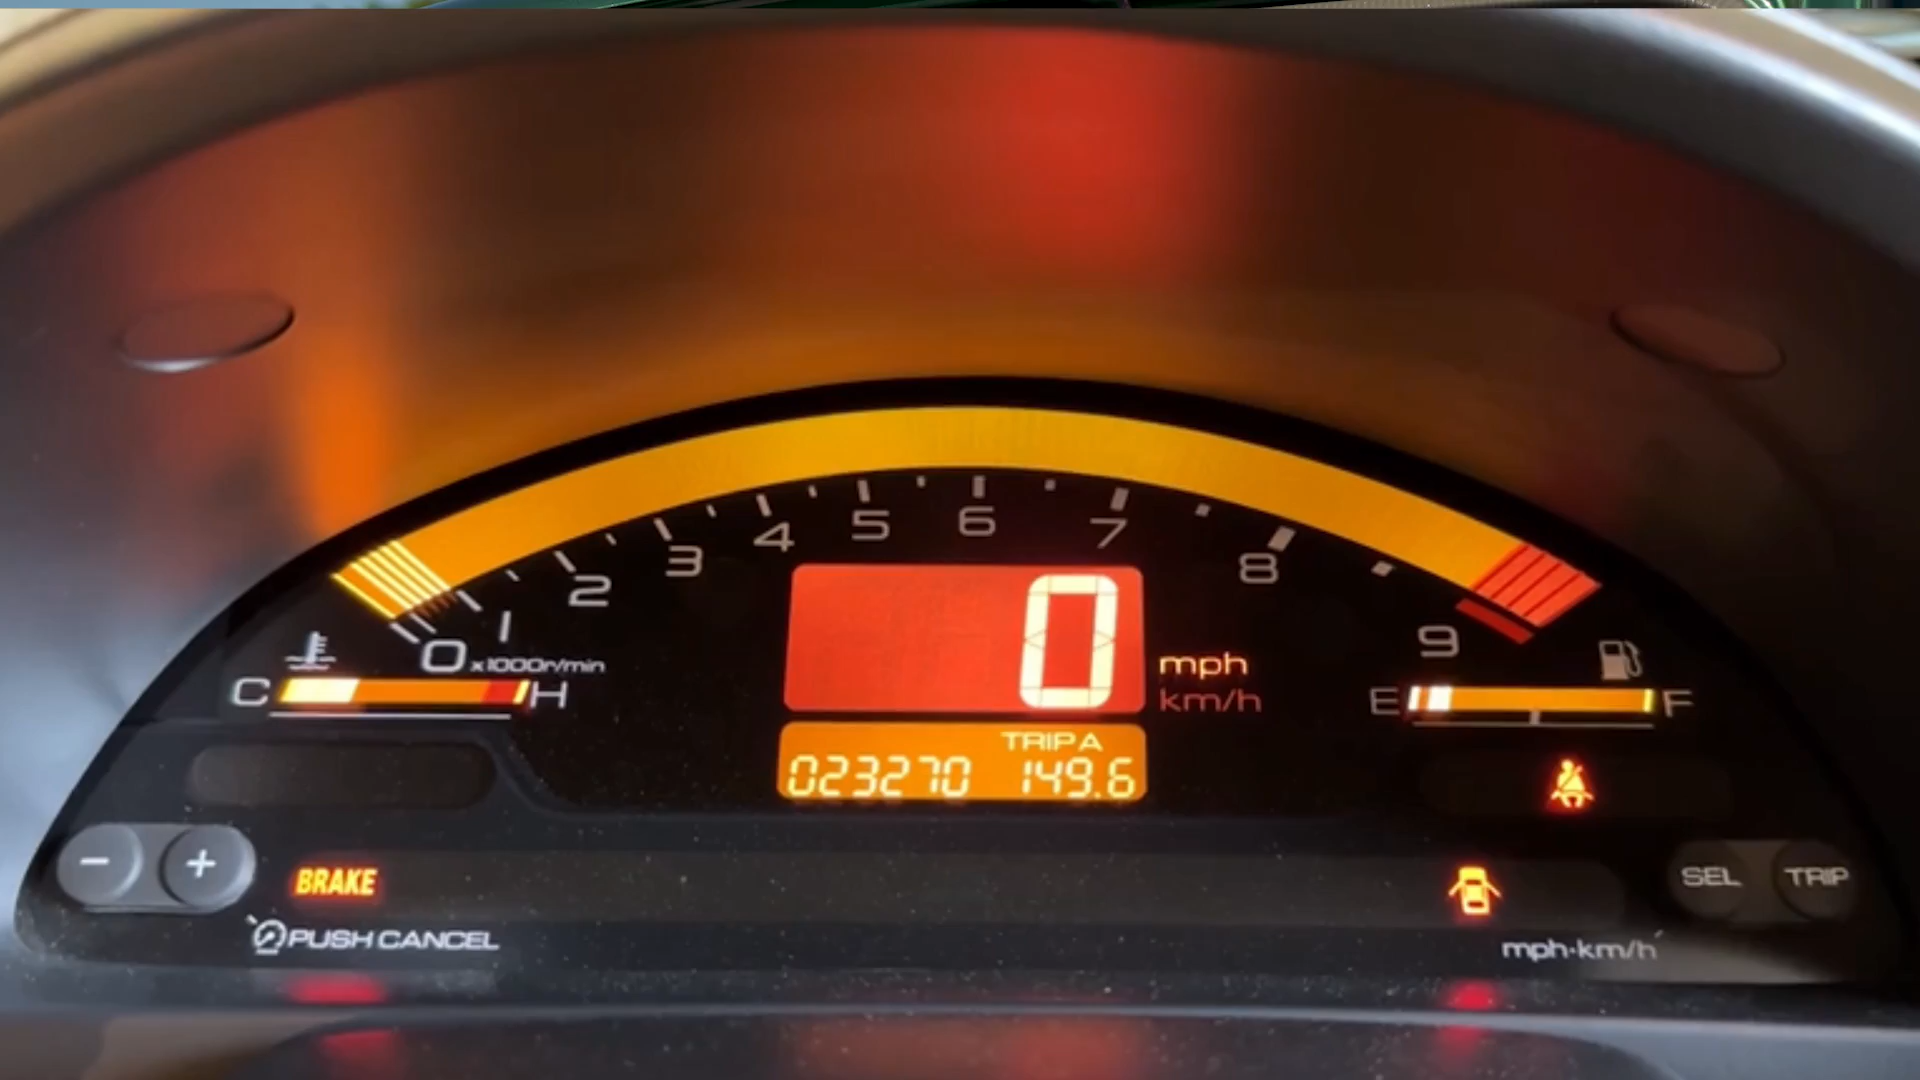 4 5 6 7
3 8
2
1 9
0 x1000r/min
C H
0 mph
km/h
E F
TRIP A
023270 149.6
- +
BRAKE
SEL TRIP
PUSH CANCEL
mph·km/h